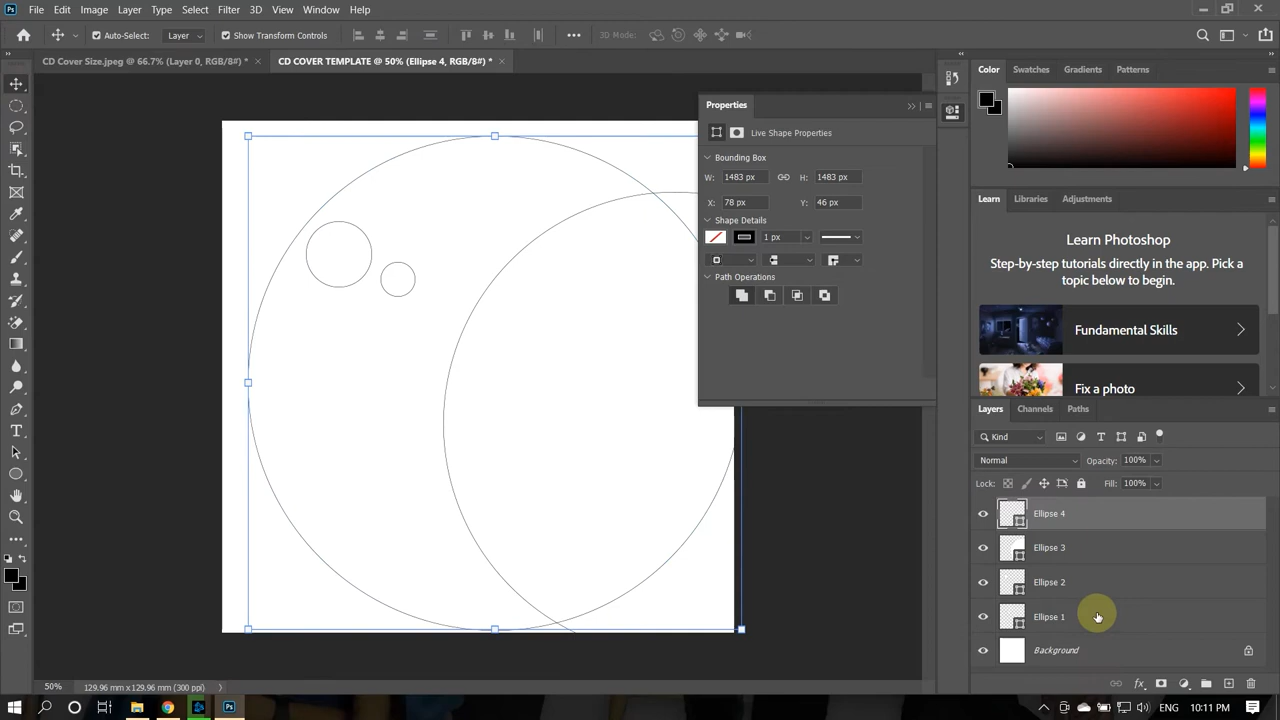 File Edit Image Layer Type Select Filter 3D View Window Help
Auto-Select: Layer Show Transform Controls 3D Mode:
CD Cover Size.jpeg @ 66.7% (Layer 0, RGB/8#) * CD COVER TEMPLATE @ 50% (Ellipse 4, RGB/8#) *
Properties
Live Shape Properties
Bounding Box
W: 1483 px H: 1483 px
X: 78 px Y: 46 px
Shape Details
1 px
Path Operations
Color Swatches Gradients Patterns
Learn Libraries Adjustments
Learn Photoshop
Step-by-step tutorials directly in the app. Pick a
topic below to begin.
Fundamental Skills
Fix a photo
Layers Channels Paths
Kind
Normal Opacity: 100%
Lock: Fill: 100%
Ellipse 4
Ellipse 3
Ellipse 2
Ellipse 1
Background
50% 129.96 mm x 129.96 mm (300 ppi)
ENG 10:11 PM